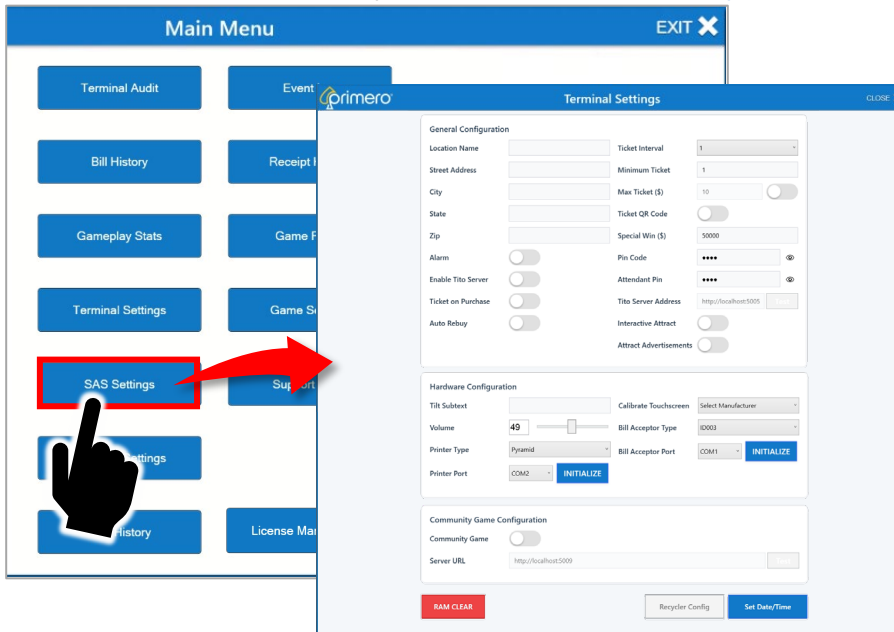 Main Menu
EXIT
Terminal Audit
Event
Bill History
Receipt
Gameplay Stats
Game
Terminal Settings
Game
SAS Settings
Support
ettings
History
License
primero
Terminal Settings
CLOSE
General Configuration
Location Name
Ticket Interval 1
Street Address
Minimum Ticket 1
City
Max Ticket ($) 10
State
Ticket QR Code
Zip
Special Win ($) 50000
Alarm
Pin Code ••••
Enable Tito Server
Attendant Pin ••••
Ticket on Purchase
Tito Server Address http://localhost:5005
Auto Rebuy
Interactive Attract
Attract Advertisements
Hardware Configuration
Tilt Subtext
Calibrate Touchscreen Select Manufacturer
Volume 49
Bill Acceptor Type ID003
Printer Type Pyramid
Bill Acceptor Port COM1 INITIALIZE
Printer Port COM2 INITIALIZE
Community Game Configuration
Community Game
Server URL http://localhost:5009
RAM CLEAR
Recycler Config
Set Date/Time